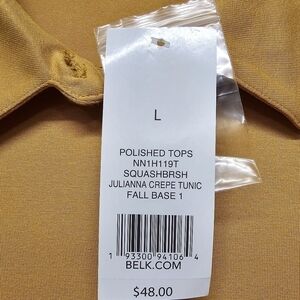 L
POLISHED TOPS
NN1H119T
SQUASHBRSH
JULIANNA CREPE TUNIC
FALL BASE 1
1 93300 94106 4
BELK.COM
$48.00